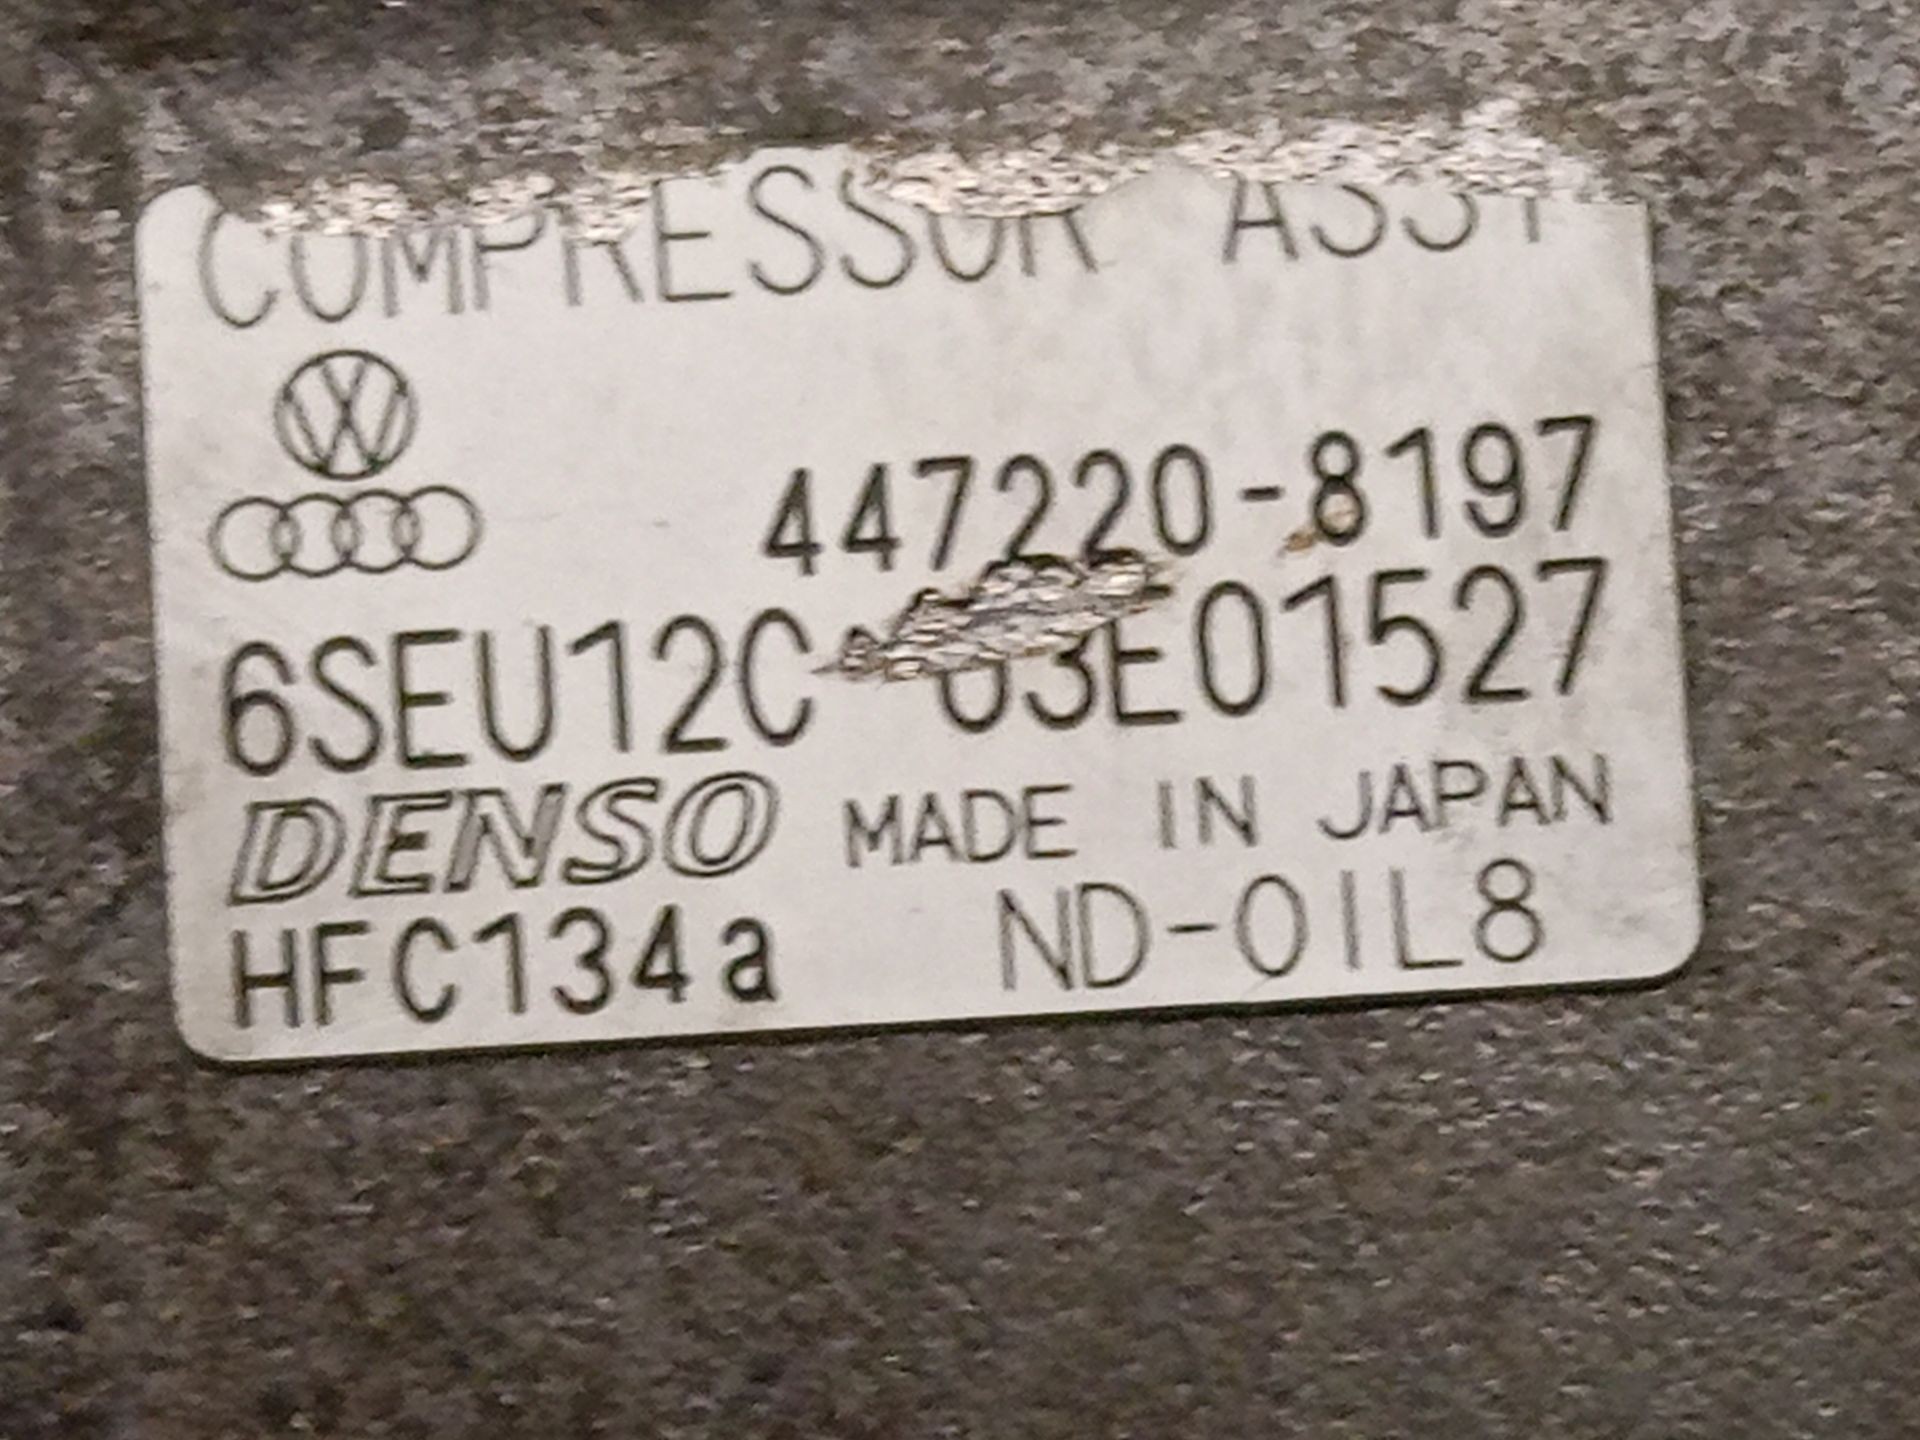 COMPRESSOR ASSY
447220-8197
6SEU12C 03E01527
DENSO MADE IN JAPAN
HFC134a ND-OIL8